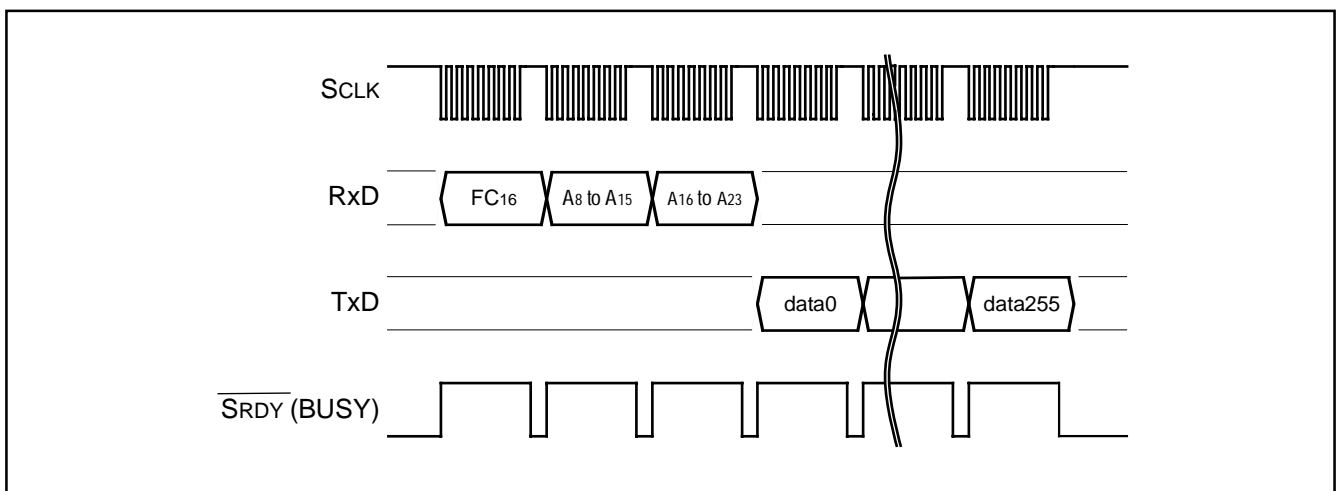 SCLK
RxD FC16 A8 to A15 A16 to A23
TxD data0 data255
SRDY (BUSY)